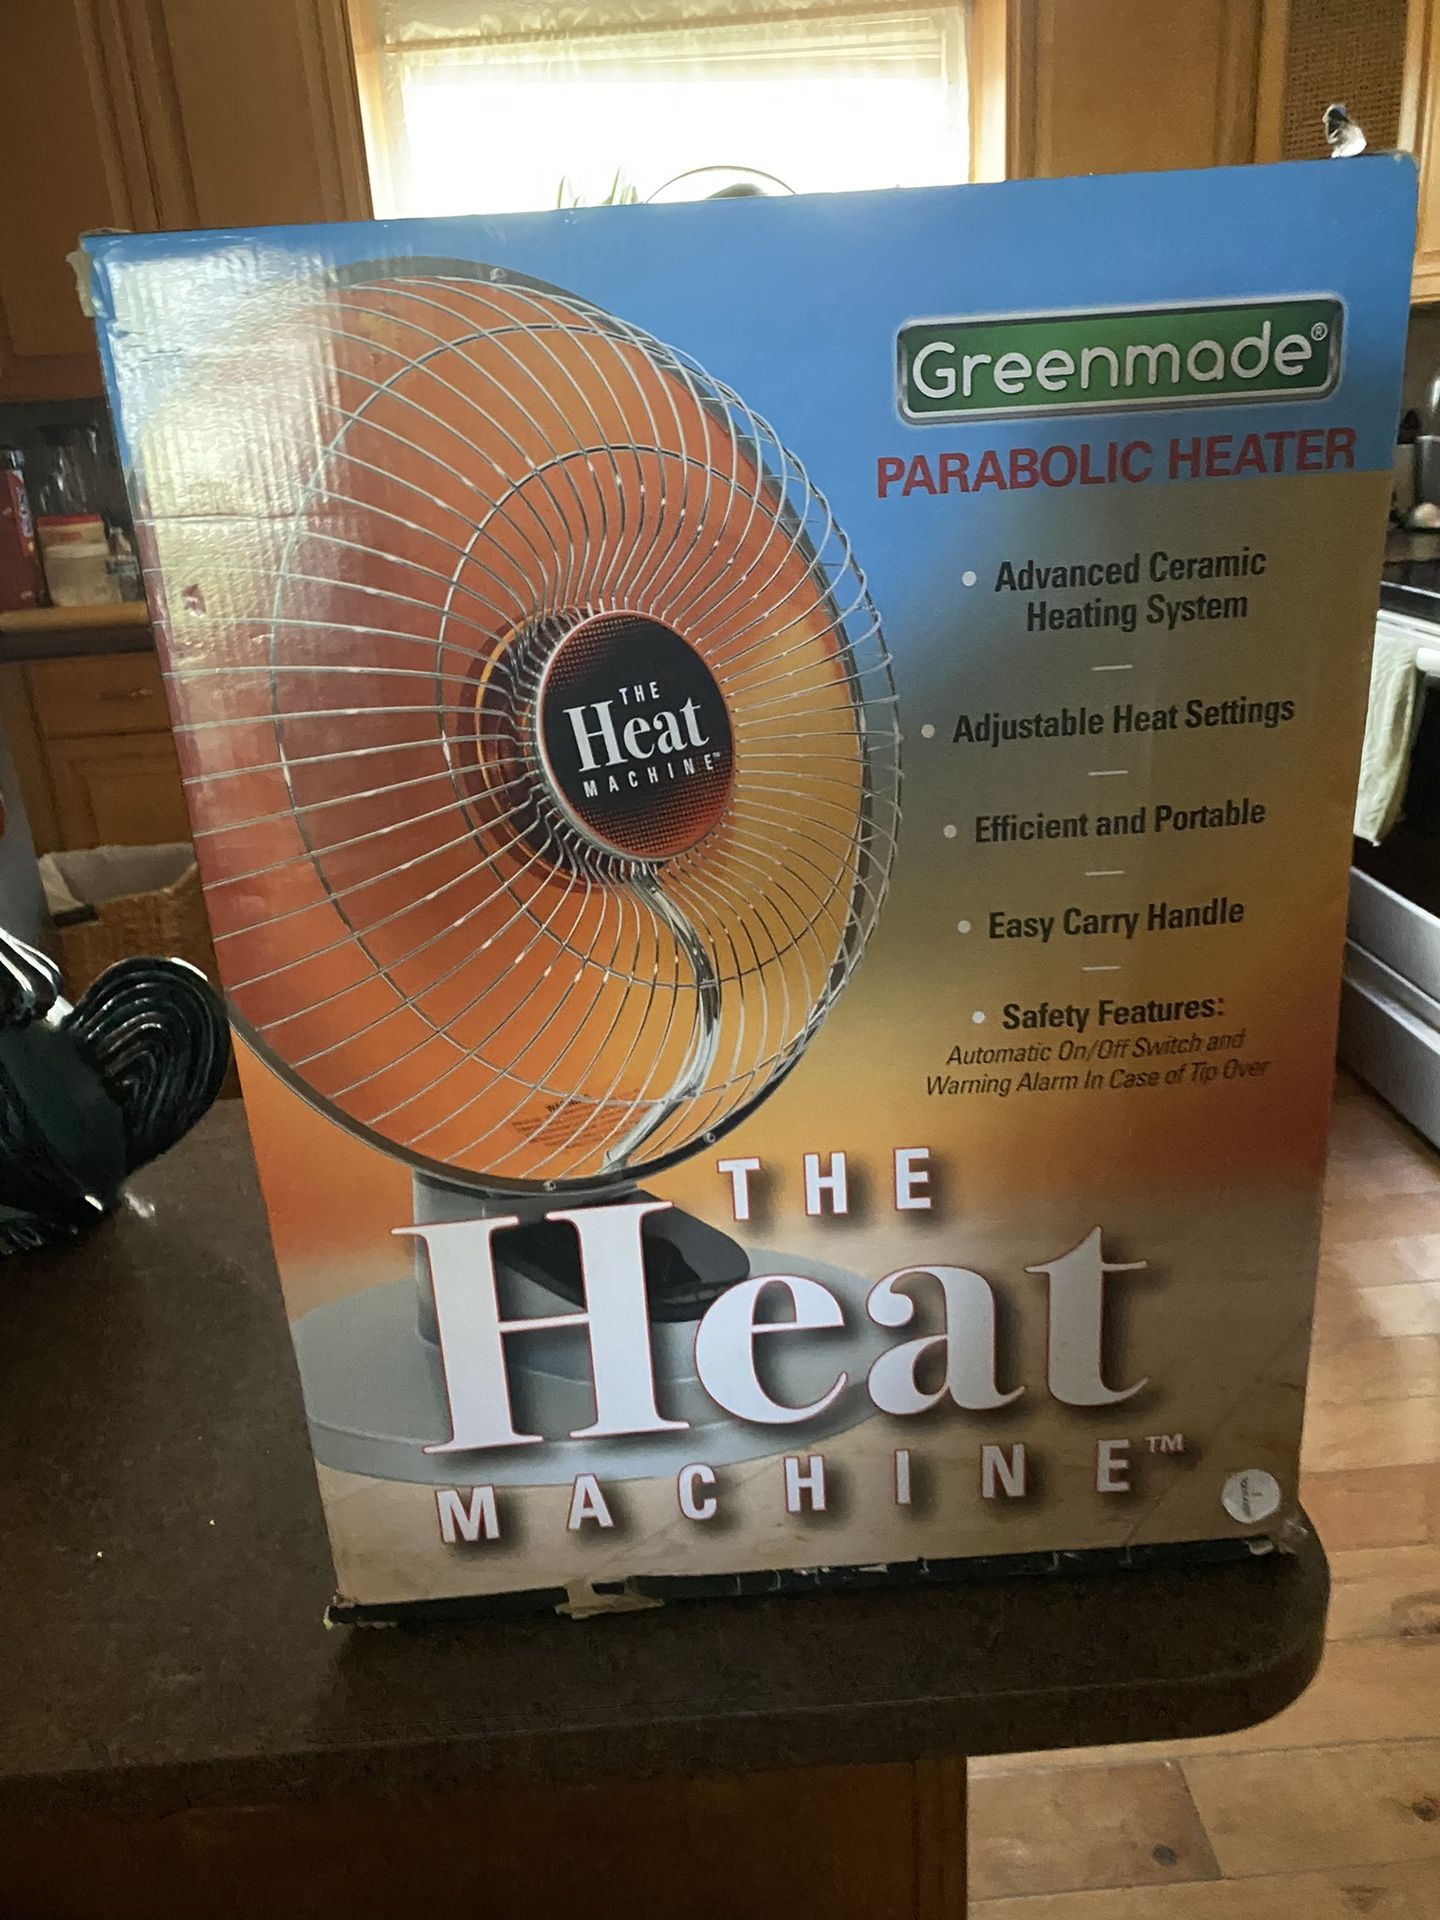 Greenmade®
PARABOLIC HEATER
• Advanced Ceramic
Heating System
—
• Adjustable Heat Settings
—
• Efficient and Portable
—
• Easy Carry Handle
—
• Safety Features:
Automatic On/Off Switch and
Warning Alarm In Case of Tip Over
THE
Heat
MACHINE™
THE
Heat
MACHINE™